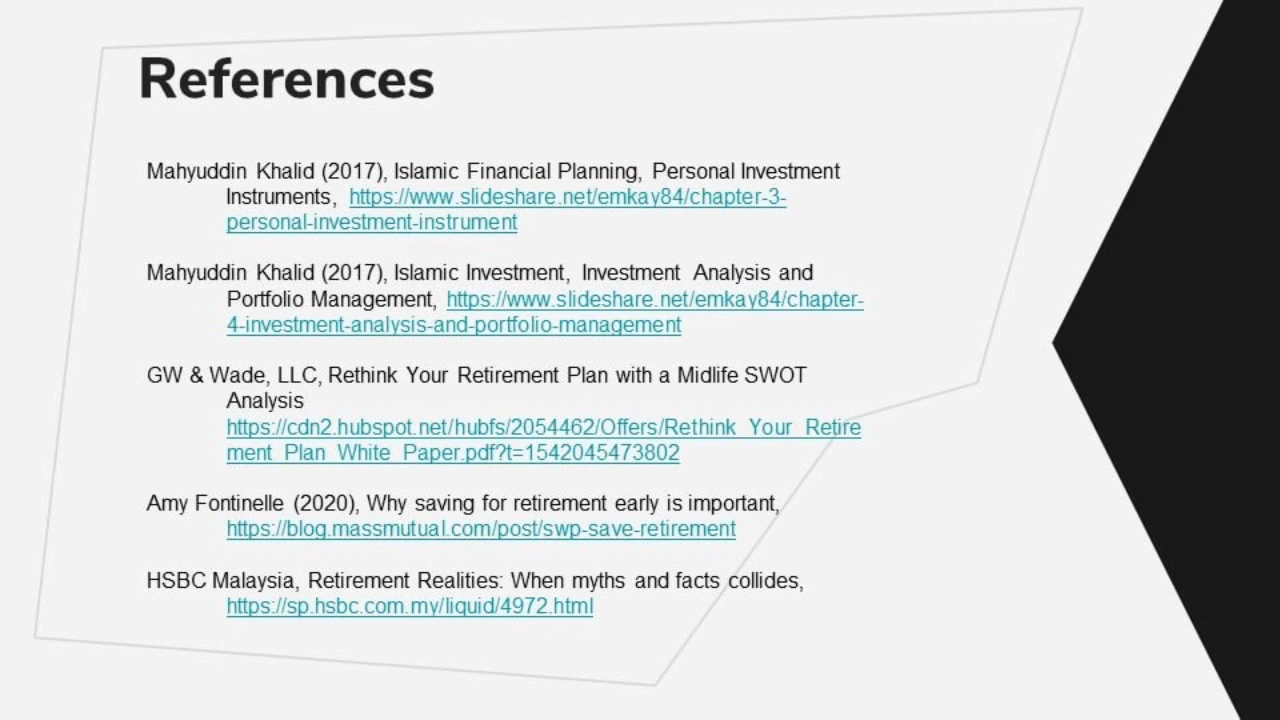 References
Mahyuddin Khalid (2017), Islamic Financial Planning, Personal Investment
Instruments, https://www.slideshare.net/emkay84/chapter-3-
personal-investment-instrument
Mahyuddin Khalid (2017), Islamic Investment, Investment Analysis and
Portfolio Management, https://www.slideshare.net/emkay84/chapter-
4-investment-analysis-and-portfolio-management
GW & Wade, LLC, Rethink Your Retirement Plan with a Midlife SWOT
Analysis
https://cdn2.hubspot.net/hubfs/2054462/Offers/Rethink_Your_Retire
ment_Plan_White_Paper.pdf?t=1542045473802
Amy Fontinelle (2020), Why saving for retirement early is important,
https://blog.massmutual.com/post/swp-save-retirement
HSBC Malaysia, Retirement Realities: When myths and facts collides,
https://sp.hsbc.com.my/liquid/4972.html